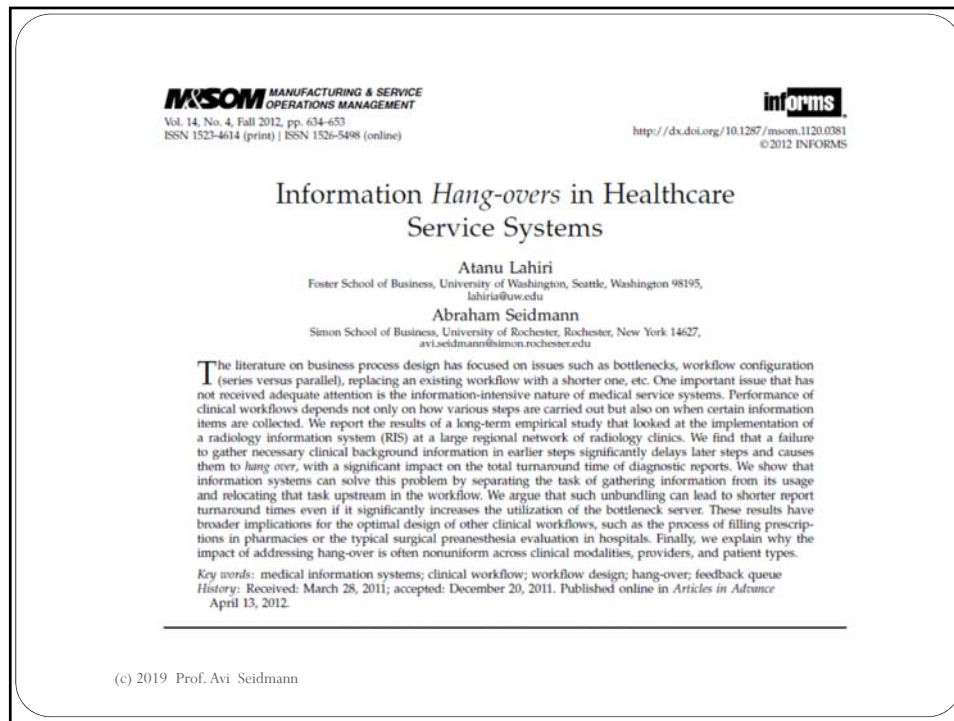 M&SOM MANUFACTURING & SERVICE
OPERATIONS MANAGEMENT
Vol. 14, No. 4, Fall 2012, pp. 634–653
ISSN 1523-4614 (print) | ISSN 1526-5498 (online)
informs
http://dx.doi.org/10.1287/msom.1120.0381
©2012 INFORMS
Information Hang-overs in Healthcare
Service Systems
Atanu Lahiri
Foster School of Business, University of Washington, Seattle, Washington 98195,
lahiria@uw.edu
Abraham Seidmann
Simon School of Business, University of Rochester, Rochester, New York 14627,
avi.seidmann@simon.rochester.edu
The literature on business process design has focused on issues such as bottlenecks, workflow configuration
(series versus parallel), replacing an existing workflow with a shorter one, etc. One important issue that has
not received adequate attention is the information-intensive nature of medical service systems. Performance of
clinical workflows depends not only on how various steps are carried out but also on when certain information
items are collected. We report the results of a long-term empirical study that looked at the implementation of
a radiology information system (RIS) at a large regional network of radiology clinics. We find that a failure
to gather necessary clinical background information in earlier steps significantly delays later steps and causes
them to hang over, with a significant impact on the total turnaround time of diagnostic reports. We show that
information systems can solve this problem by separating the task of gathering information from its usage
and relocating that task upstream in the workflow. We argue that such unbundling can lead to shorter report
turnaround times even if it significantly increases the utilization of the bottleneck server. These results have
broader implications for the optimal design of other clinical workflows, such as the process of filling prescrip-
tions in pharmacies or the typical surgical preanesthesia evaluation in hospitals. Finally, we explain why the
impact of addressing hang-over is often nonuniform across clinical modalities, providers, and patient types.
Key words: medical information systems; clinical workflow; workflow design; hang-over; feedback queue
History: Received: March 28, 2011; accepted: December 20, 2011. Published online in Articles in Advance
April 13, 2012.
(c) 2019 Prof. Avi Seidmann